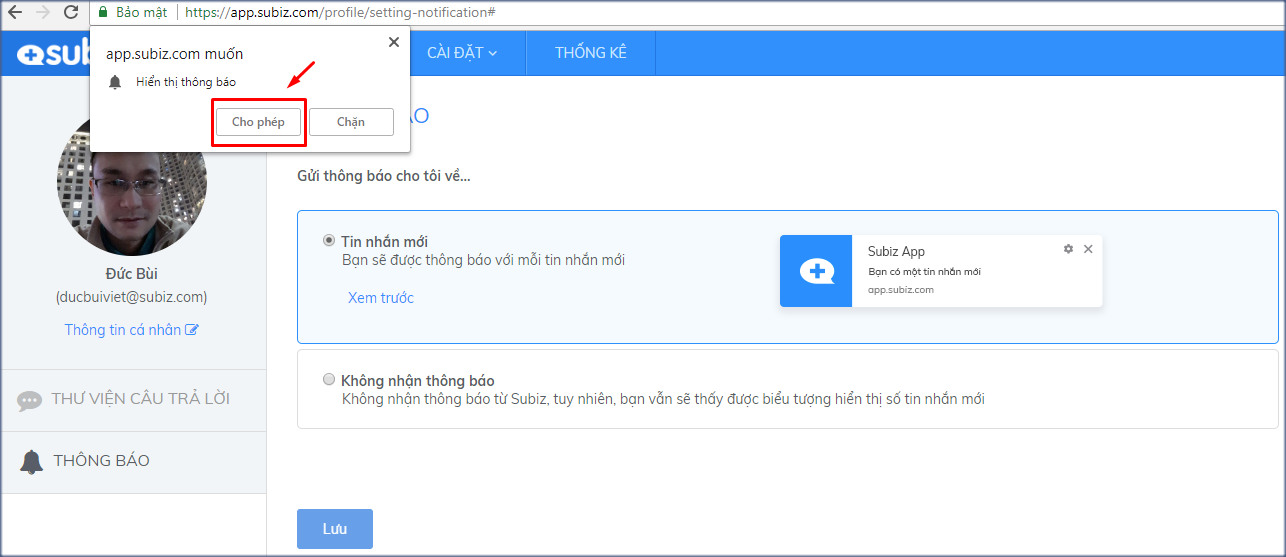 Bảo mật https://app.subiz.com/profile/setting-notification#
sub
CÀI ĐẶT
THỐNG KÊ
app.subiz.com muốn
Hiển thị thông báo
Cho phép
Chặn
Đức Bùi
(ducbuiviet@subiz.com)
Thông tin cá nhân
THƯ VIỆN CÂU TRẢ LỜI
THÔNG BÁO
ÁO
Gửi thông báo cho tôi về...
Tin nhắn mới
Bạn sẽ được thông báo với mỗi tin nhắn mới
Xem trước
Subiz App
Bạn có một tin nhắn mới
app.subiz.com
Không nhận thông báo
Không nhận thông báo từ Subiz, tuy nhiên, bạn vẫn sẽ thấy được biểu tượng hiển thị số tin nhắn mới
Lưu